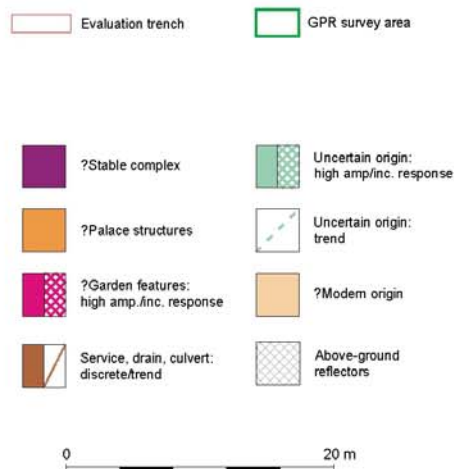 Evaluation trench
GPR survey area
?Stable complex
Uncertain origin:
high amp/inc. response
?Palace structures
Uncertain origin:
trend
?Garden features:
high amp./inc. response
?Modern origin
Service, drain, culvert:
discrete/trend
Above-ground
reflectors
0
20 m